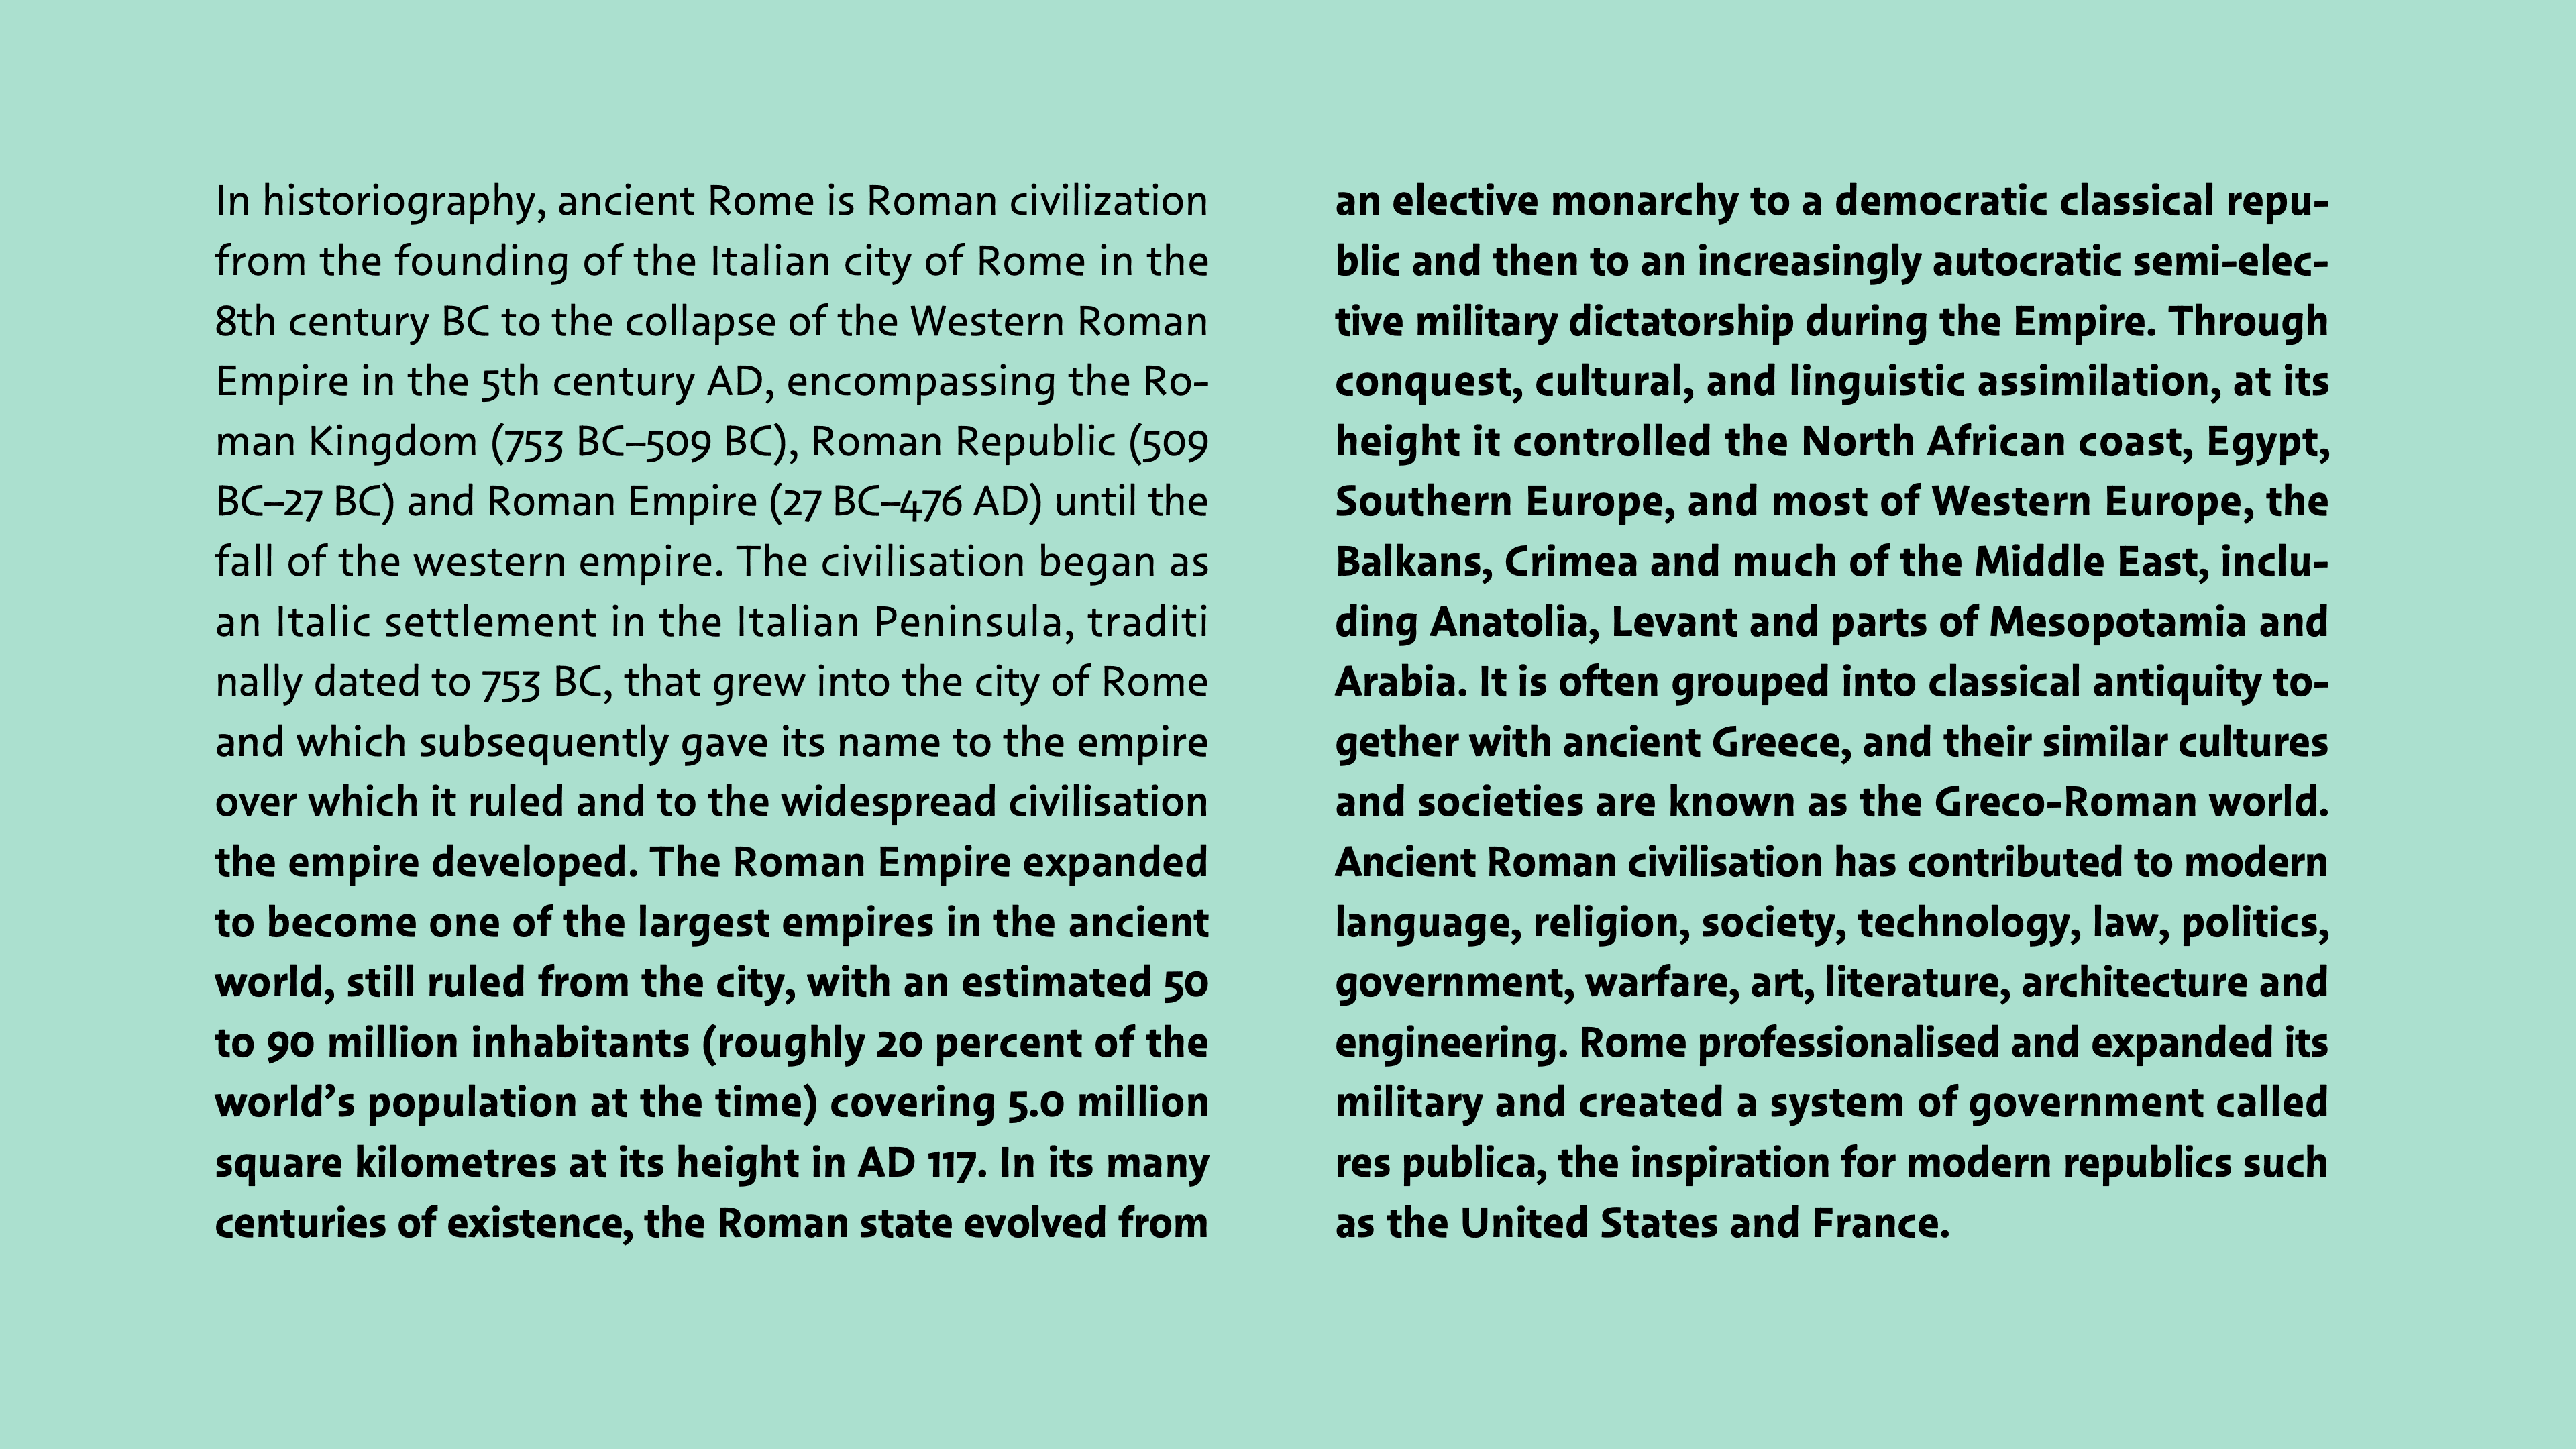 In historiography, ancient Rome is Roman civilization
from the founding of the Italian city of Rome in the
8th century BC to the collapse of the Western Roman
Empire in the 5th century AD, encompassing the Ro-
man Kingdom (753 BC–509 BC), Roman Republic (509
BC–27 BC) and Roman Empire (27 BC–476 AD) until the
fall of the western empire. The civilisation began as
an Italic settlement in the Italian Peninsula, traditi
nally dated to 753 BC, that grew into the city of Rome
and which subsequently gave its name to the empire
over which it ruled and to the widespread civilisation
the empire developed. The Roman Empire expanded
to become one of the largest empires in the ancient
world, still ruled from the city, with an estimated 50
to 90 million inhabitants (roughly 20 percent of the
world’s population at the time) covering 5.0 million
square kilometres at its height in AD 117. In its many
centuries of existence, the Roman state evolved from
an elective monarchy to a democratic classical repu-
blic and then to an increasingly autocratic semi-elec-
tive military dictatorship during the Empire. Through
conquest, cultural, and linguistic assimilation, at its
height it controlled the North African coast, Egypt,
Southern Europe, and most of Western Europe, the
Balkans, Crimea and much of the Middle East, inclu-
ding Anatolia, Levant and parts of Mesopotamia and
Arabia. It is often grouped into classical antiquity to-
gether with ancient Greece, and their similar cultures
and societies are known as the Greco-Roman world.
Ancient Roman civilisation has contributed to modern
language, religion, society, technology, law, politics,
government, warfare, art, literature, architecture and
engineering. Rome professionalised and expanded its
military and created a system of government called
res publica, the inspiration for modern republics such
as the United States and France.